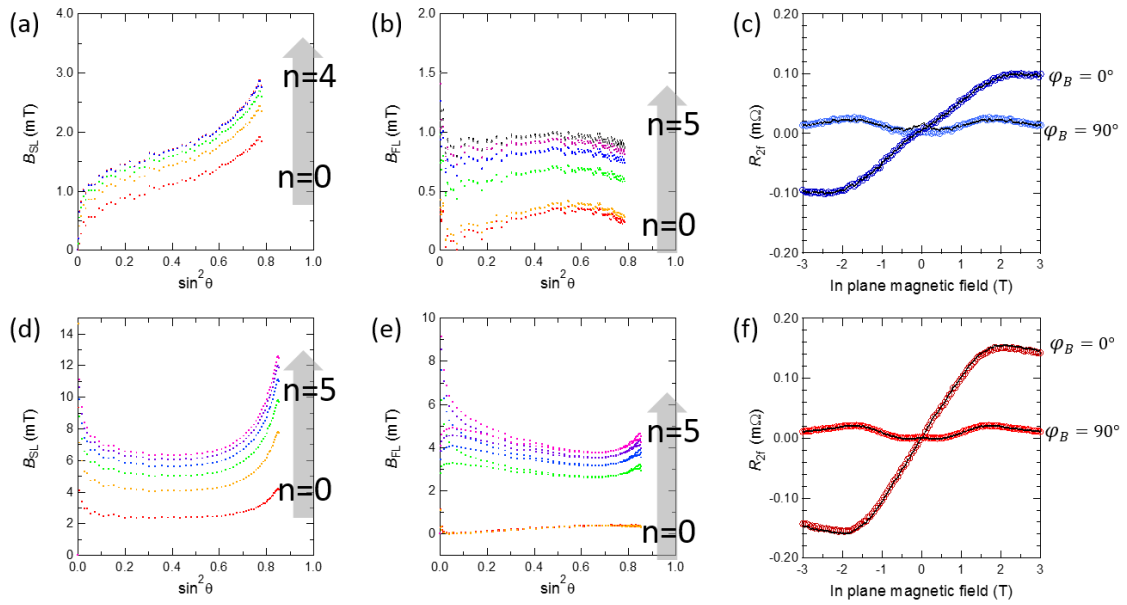 (a)
4.0
3.0
2.0
1.0
0
B_SL (mT)
0.0 0.2 0.4 0.6 0.8 1.0
sin² θ
n=4
n=0
(b)
2.0
1.5
1.0
0.5
0
B_FL (mT)
0.0 0.2 0.4 0.6 0.8 1.0
sin² θ
n=5
n=0
(c)
0.20
0.10
0.00
-0.10
0.20
R_2f (mΩ)
-3 -2 -1 0 1 2 3
In plane magnetic field (T)
φ_B = 0°
φ_B = 90°
(d)
14
12
10
8
6
4
2
0
B_SL (mT)
0.0 0.2 0.4 0.6 0.8 1.0
sin² θ
n=5
n=0
(e)
10
8
6
4
2
0
B_FL (mT)
0.0 0.2 0.4 0.6 0.8 1.0
sin² θ
n=5
n=0
(f)
0.20
0.10
0.00
-0.10
0.20
R_2f (mΩ)
-3 -2 -1 0 1 2 3
In plane magnetic field (T)
φ_B = 0°
φ_B = 90°